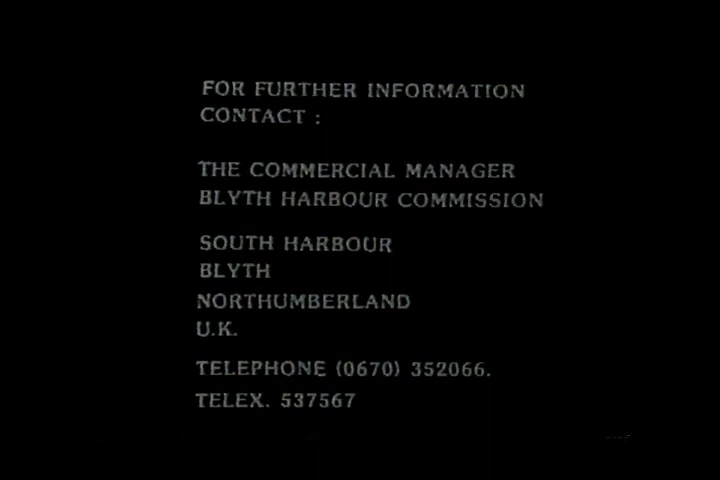 FOR FURTHER INFORMATION
CONTACT :
THE COMMERCIAL MANAGER
BLYTH HARBOUR COMMISSION
SOUTH HARBOUR
BLYTH
NORTHUMBERLAND
U.K.
TELEPHONE (0670) 352066.
TELEX. 537567